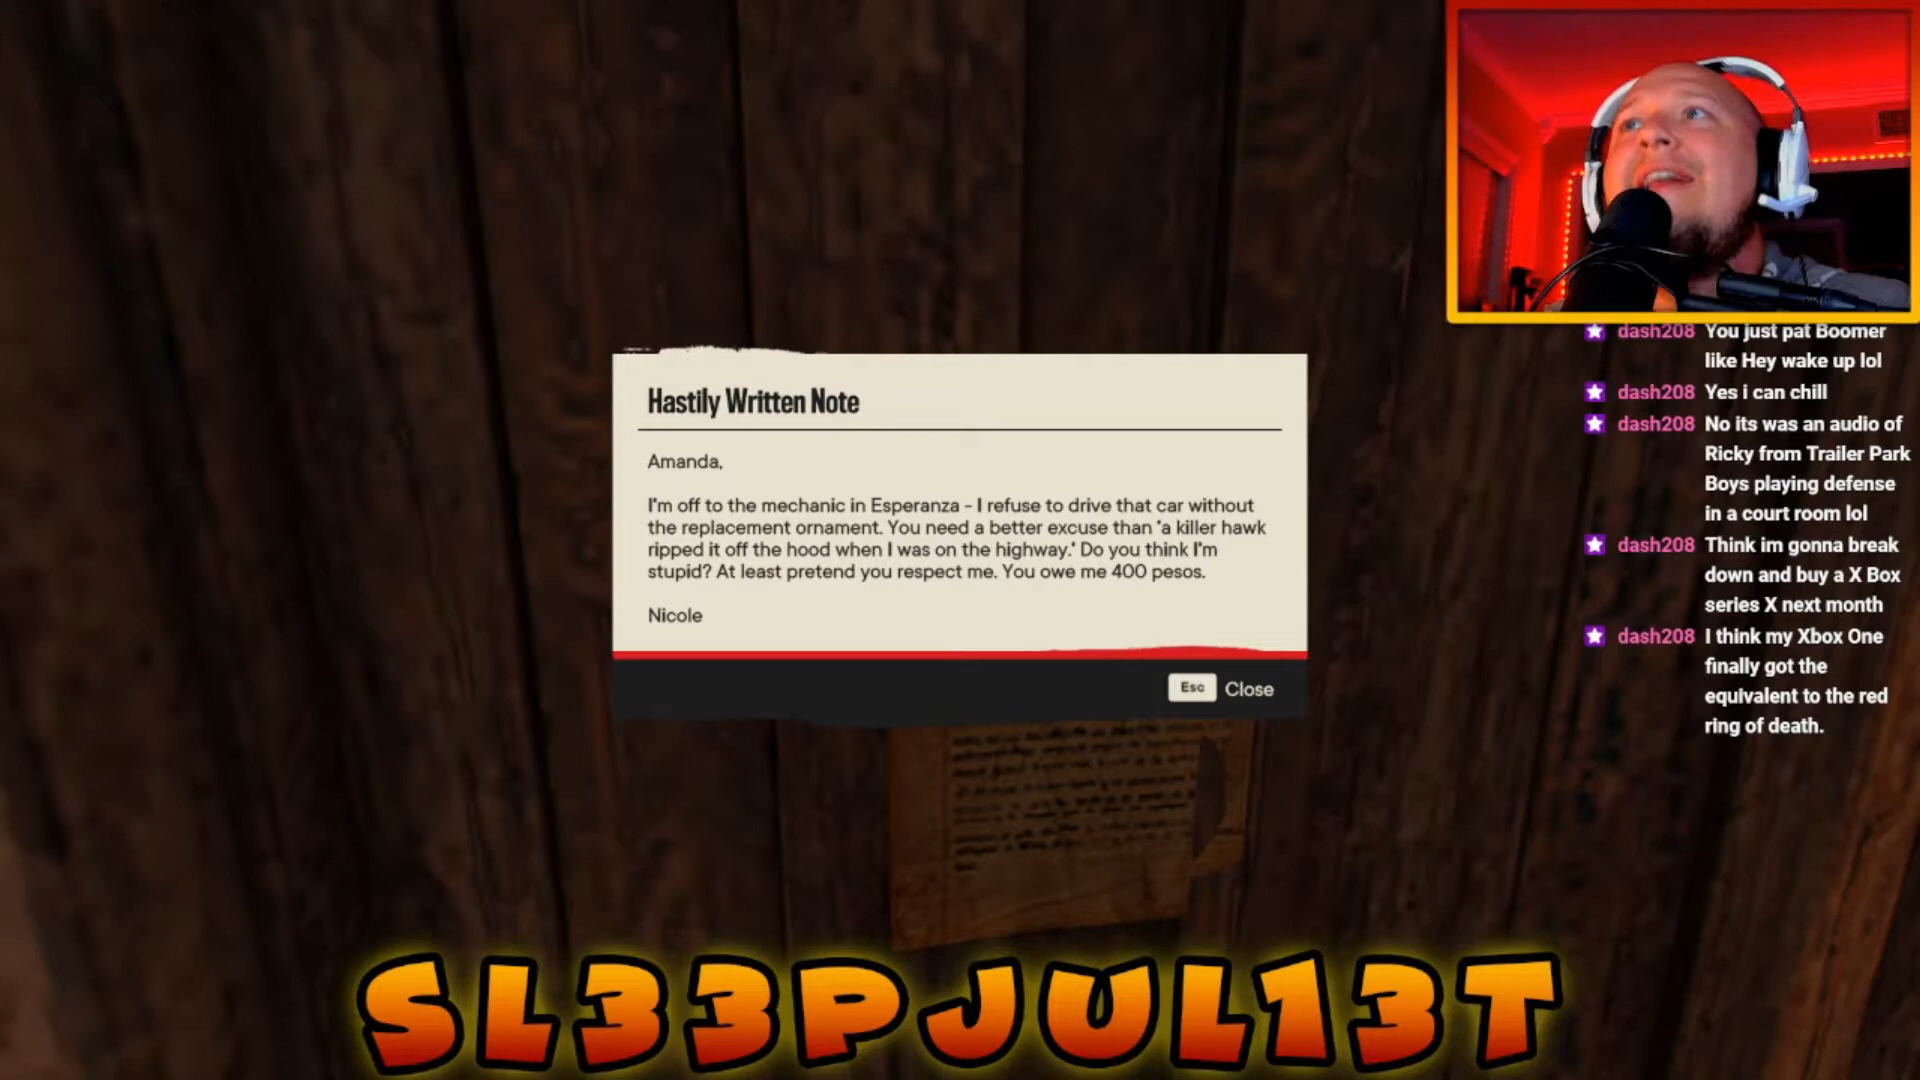 Hastily Written Note
Amanda,
I'm off to the mechanic in Esperanza - I refuse to drive that car without
the replacement ornament. You need a better excuse than 'a killer hawk
ripped it off the hood when I was on the highway.' Do you think I'm
stupid? At least pretend you respect me. You owe me 400 pesos.
Nicole
Esc Close
dash208 You just pat Boomer
like Hey wake up lol
dash208 Yes i can chill
dash208 No its was an audio of
Ricky from Trailer Park
Boys playing defense
in a court room lol
dash208 Think im gonna break
down and buy a X Box
series X next month
dash208 I think my Xbox One
finally got the
equivalent to the red
ring of death.
SL33PJUL13T